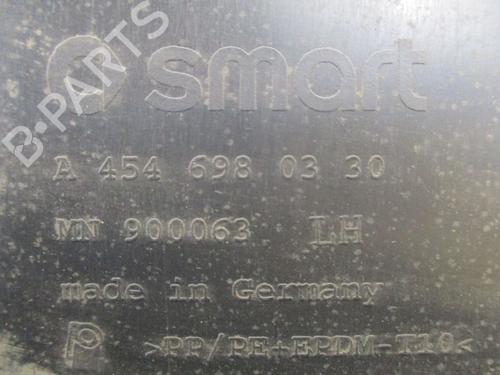 smart
B-PARTS
A 454 698 03 30
MN 900063 LH
made in Germany
>PP/PE+EPDM-T10<